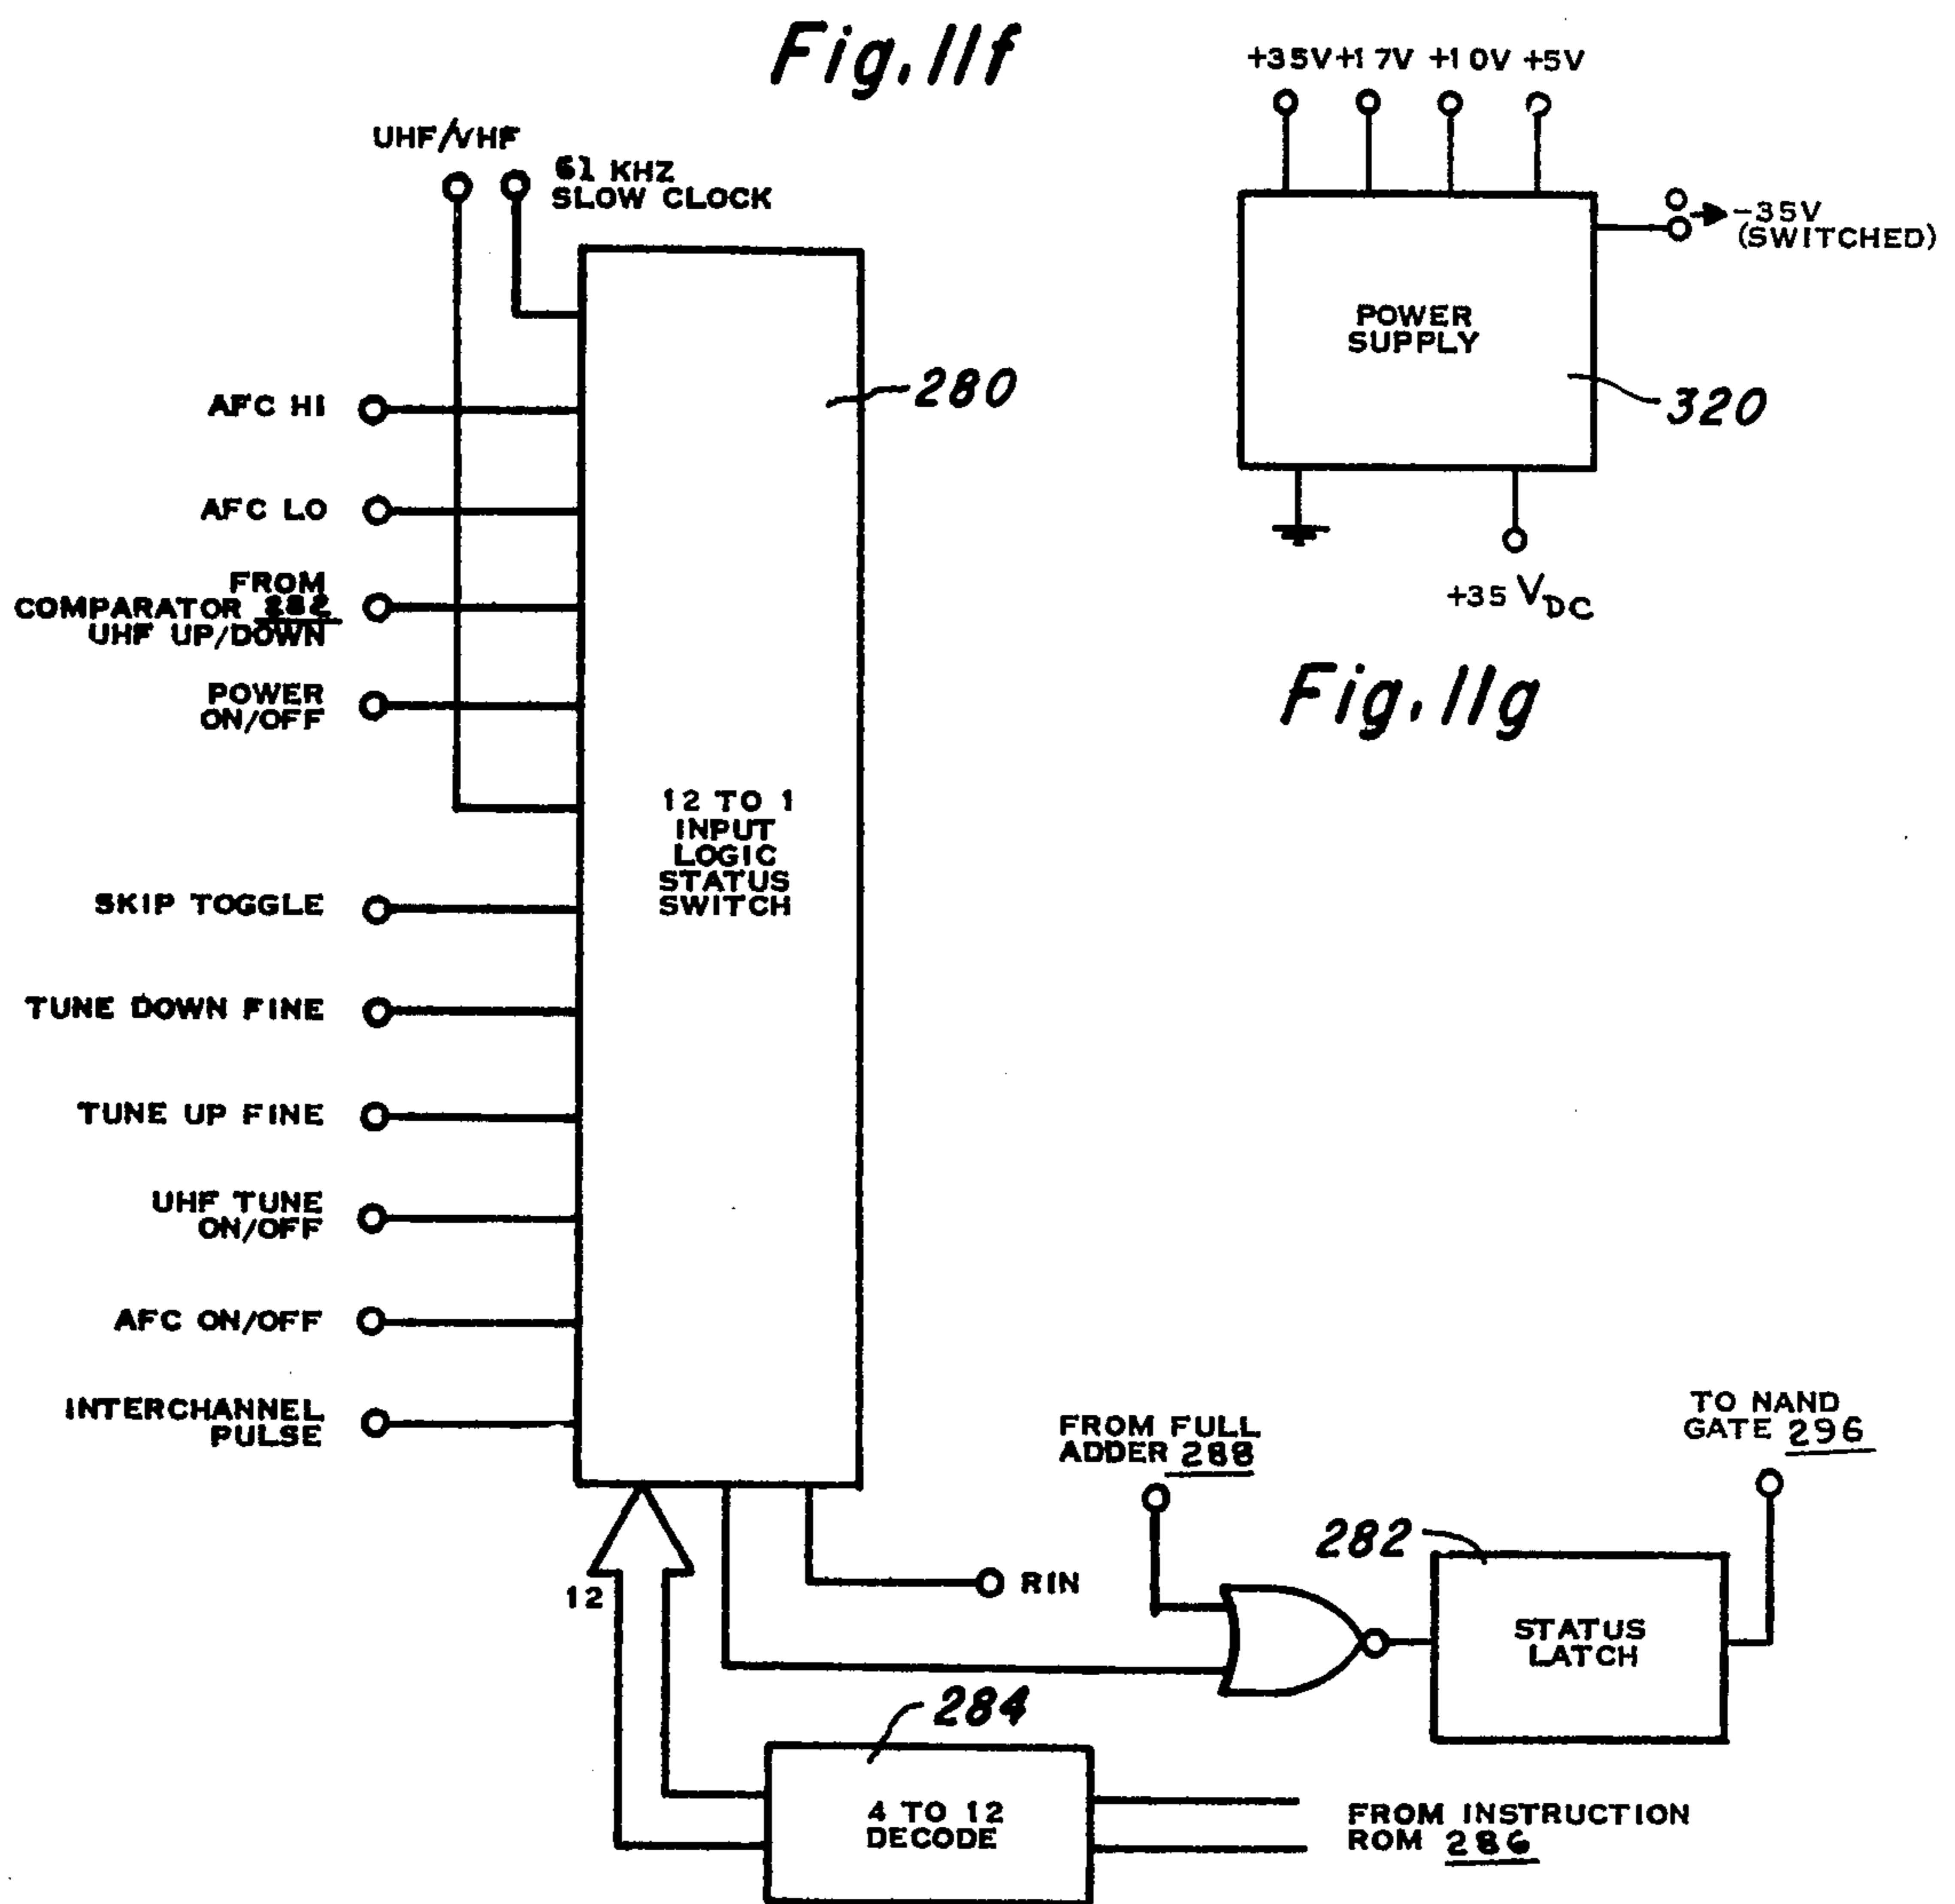 Fig. 11f
UHF/VHF
61 KHZ
SLOW CLOCK
AFC HI
280
AFC LO
FROM
COMPARATOR 282
UHF UP/DOWN
POWER
ON/OFF
12 TO 1
INPUT
LOGIC
STATUS
SWITCH
SKIP TOGGLE
TUNE DOWN FINE
TUNE UP FINE
UHF TUNE
ON/OFF
AFC ON/OFF
INTERCHANNEL
PULSE
12
RIN
FROM FULL
ADDER 288
282
STATUS
LATCH
TO NAND
GATE 296
284
4 TO 12
DECODE
FROM INSTRUCTION
ROM 286
+35V +17V +10V +5V
-35V
(SWITCHED)
POWER
SUPPLY
320
+35 VDC
Fig. 11g